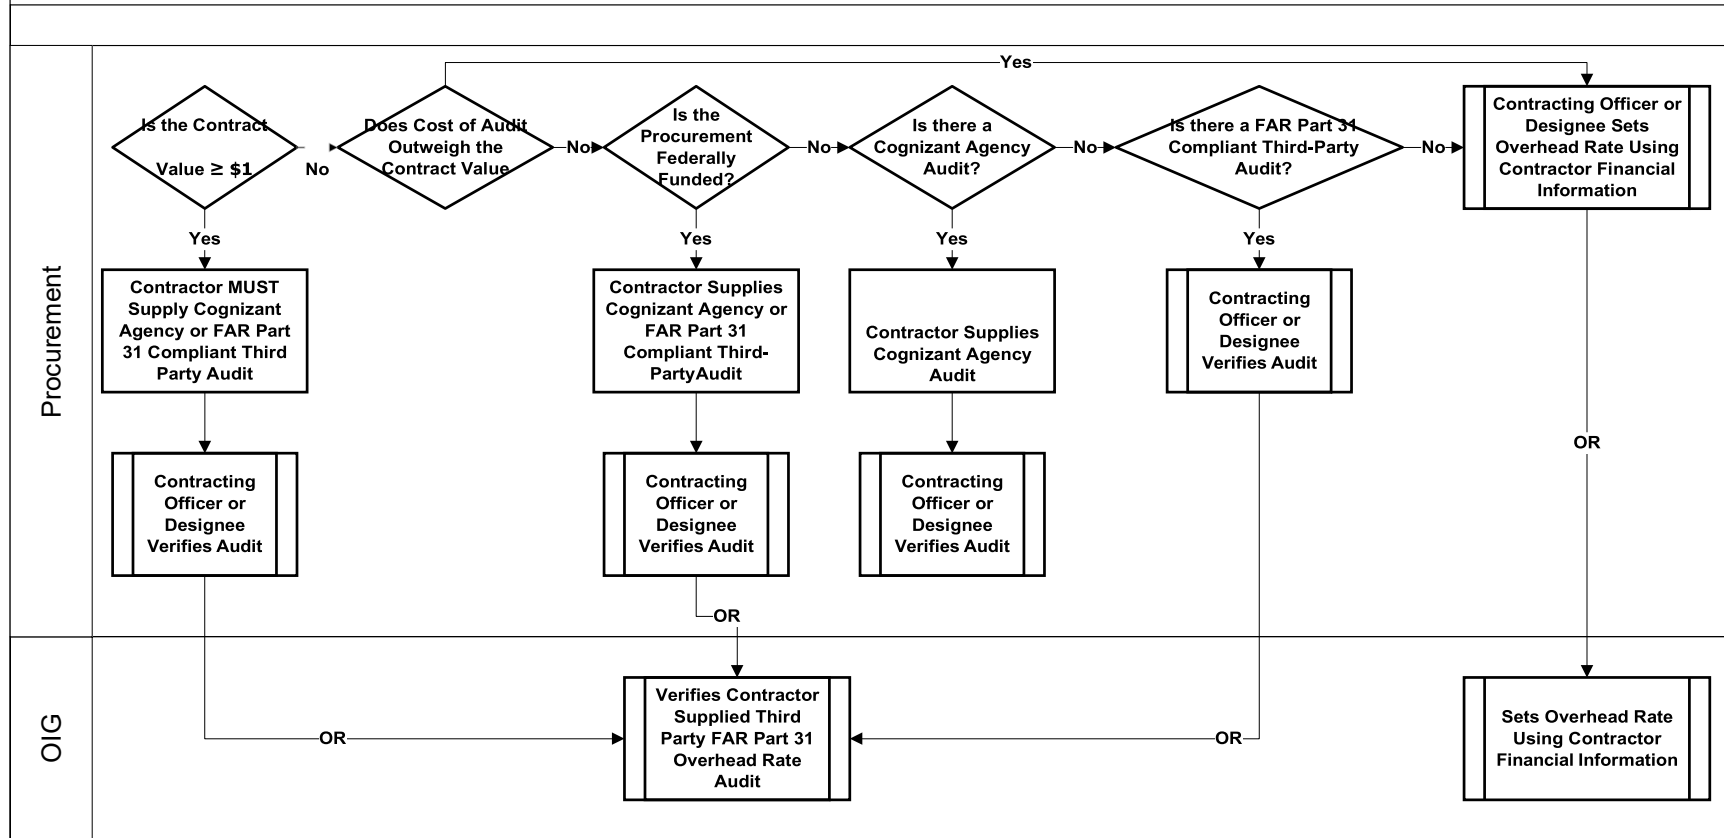 Yes
Is the Contract
Value ≥ $1
No
Does Cost of Audit
Outweigh the
Contract Value
No
Is the
Procurement
Federally
Funded?
No
Is there a
Cognizant Agency
Audit?
No
Is there a FAR Part 31
Compliant Third-Party
Audit?
No
Contracting Officer or
Designee Sets
Overhead Rate Using
Contractor Financial
Information
Yes
Yes
Yes
Yes
Procurement
Contractor MUST
Supply Cognizant
Agency or FAR Part
31 Compliant Third
Party Audit
Contractor Supplies
Cognizant Agency or
FAR Part 31
Compliant Third-
PartyAudit
Contractor Supplies
Cognizant Agency
Audit
Contracting
Officer or
Designee
Verifies Audit
OR
Contracting
Officer or
Designee
Verifies Audit
Contracting
Officer or
Designee
Verifies Audit
Contracting
Officer or
Designee
Verifies Audit
OR
OIG
OR
Verifies Contractor
Supplied Third
Party FAR Part 31
Overhead Rate
Audit
OR
Sets Overhead Rate
Using Contractor
Financial Information